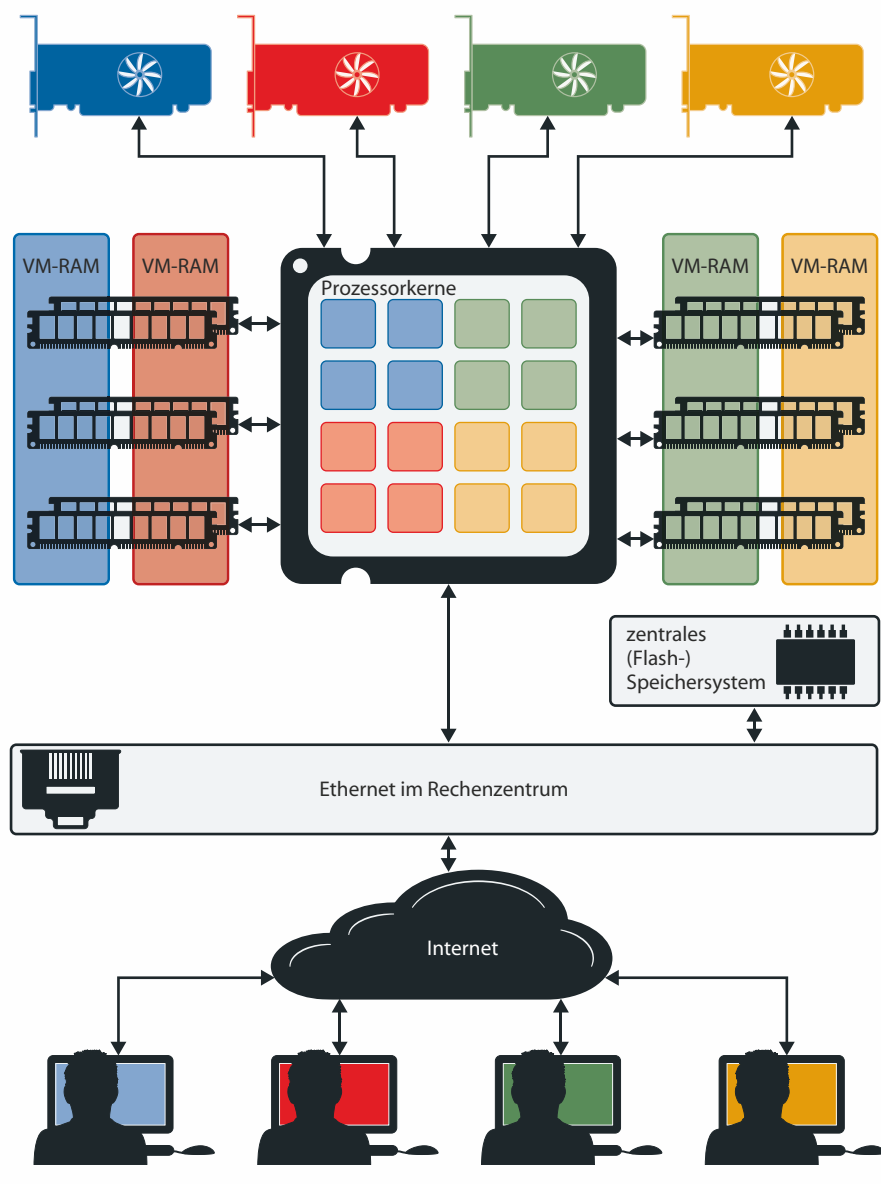 VM-RAM
VM-RAM
VM-RAM
VM-RAM
Prozessorkerne
zentrales
(Flash-)
Speichersystem
Ethernet im Rechenzentrum
Internet